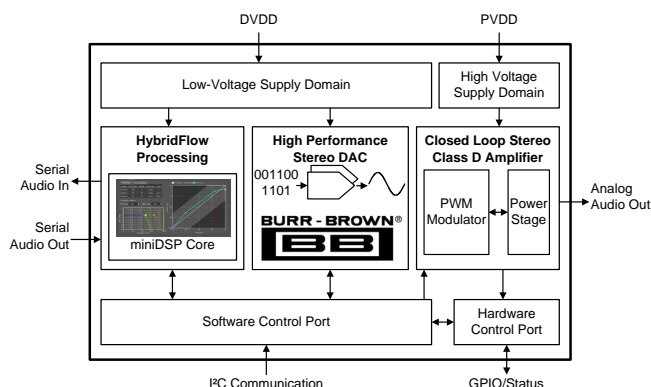 DVDD
PVDD
Low-Voltage Supply Domain
High Voltage
Supply Domain
HybridFlow
Processing
miniDSP Core
High Performance
Stereo DAC
001100
1101
BURR - BROWN®
BB
Closed Loop Stereo
Class D Amplifier
PWM
Modulator
Power
Stage
Serial
Audio In
Serial
Audio Out
Analog
Audio Out
Software Control Port
Hardware
Control Port
I²C Communication
GPIO/Status